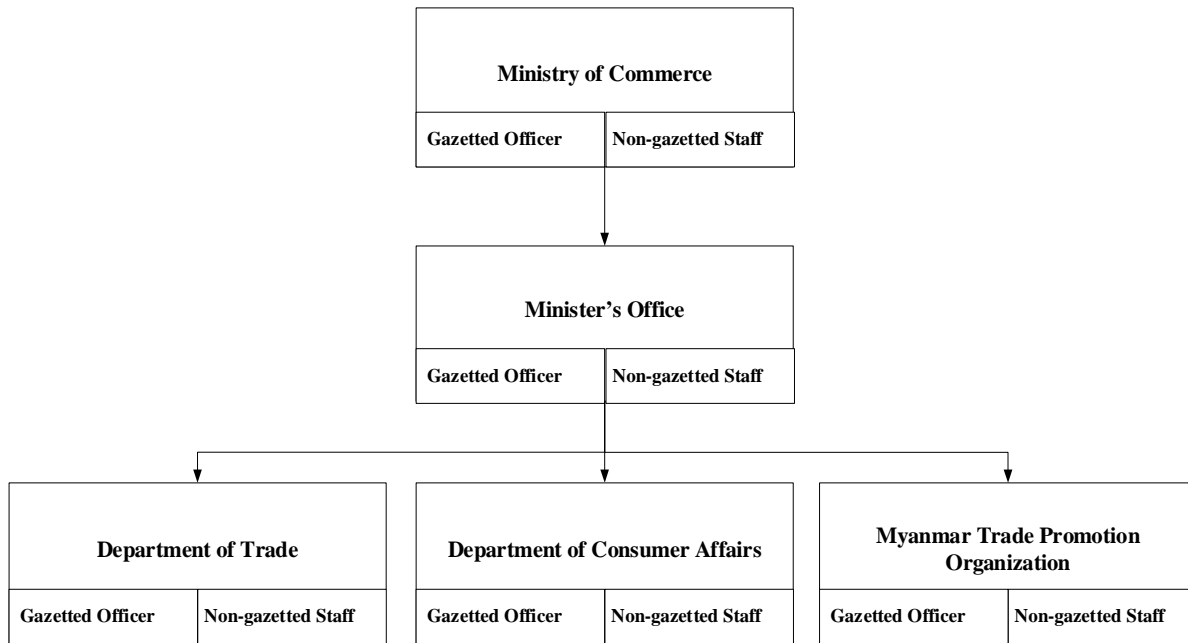 Ministry of Commerce
Gazetted Officer Non-gazetted Staff
Minister’s Office
Gazetted Officer Non-gazetted Staff
Department of Trade
Gazetted Officer Non-gazetted Staff
Department of Consumer Affairs
Gazetted Officer Non-gazetted Staff
Myanmar Trade Promotion
Organization
Gazetted Officer Non-gazetted Staff